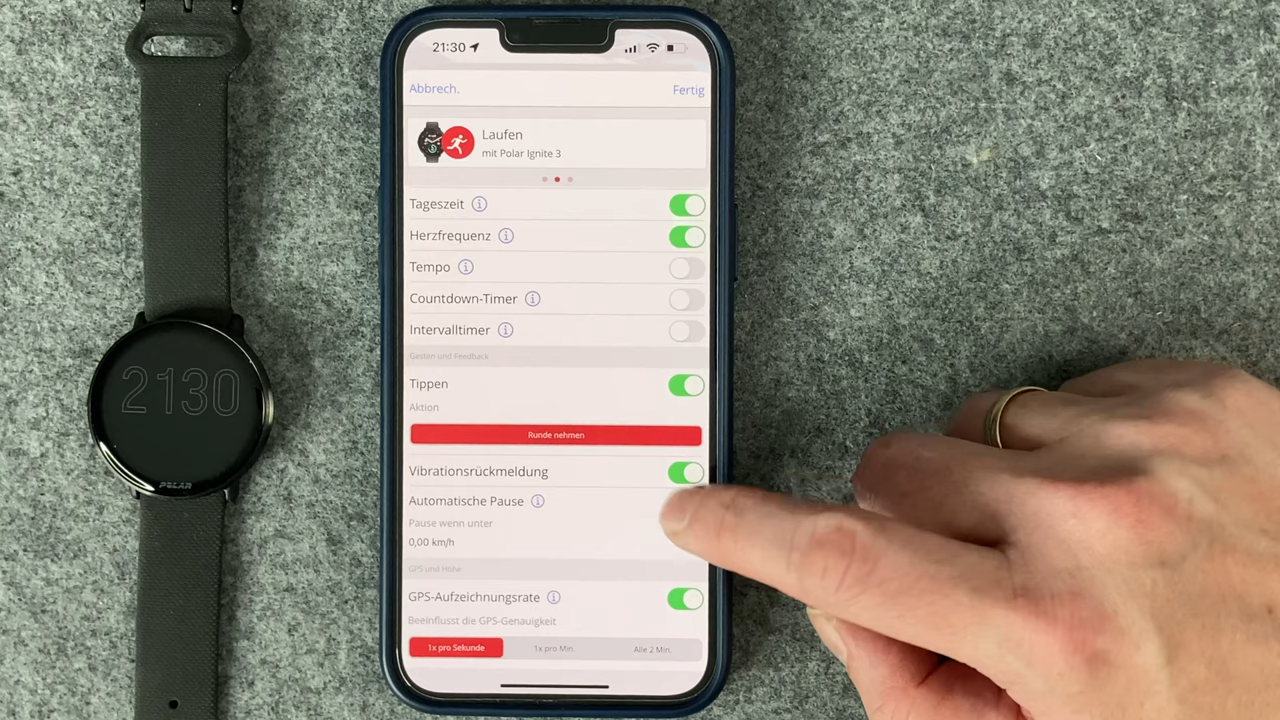 21:30
Abbrech.
Fertig
Laufen
mit Polar Ignite 3
Tageszeit
Herzfrequenz
Tempo
Countdown-Timer
Intervalltimer
Gesten und Feedback
Tippen
Aktion
Runde nehmen
Vibrationsrückmeldung
Automatische Pause
Pause wenn unter
0,00 km/h
GPS und Höhe
GPS-Aufzeichnungsrate
Beeinflusst die GPS-Genauigkeit
1x pro Sekunde 1x pro Min. Alle 2 Min.
2130
POLAR